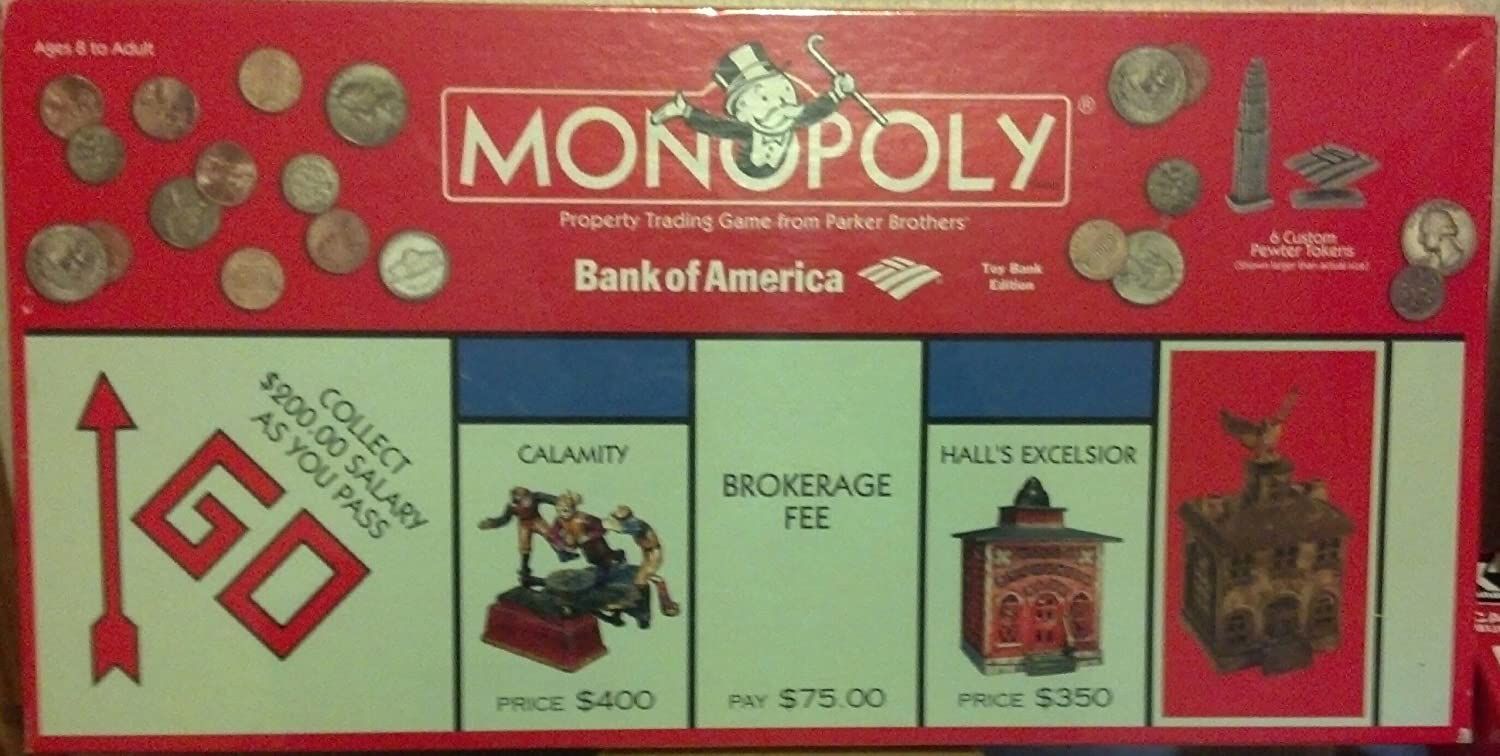 Ages 8 to Adult
MONOPOLY®
Property Trading Game from Parker Brothers
Bank of America
Toy Bank
Edition
6 Custom
Pewter Tokens
(Shown larger than actual size)
COLLECT
$200.00 SALARY
AS YOU PASS
GO
CALAMITY
PRICE $400
BROKERAGE
FEE
PAY $75.00
HALL'S EXCELSIOR
PRICE $350